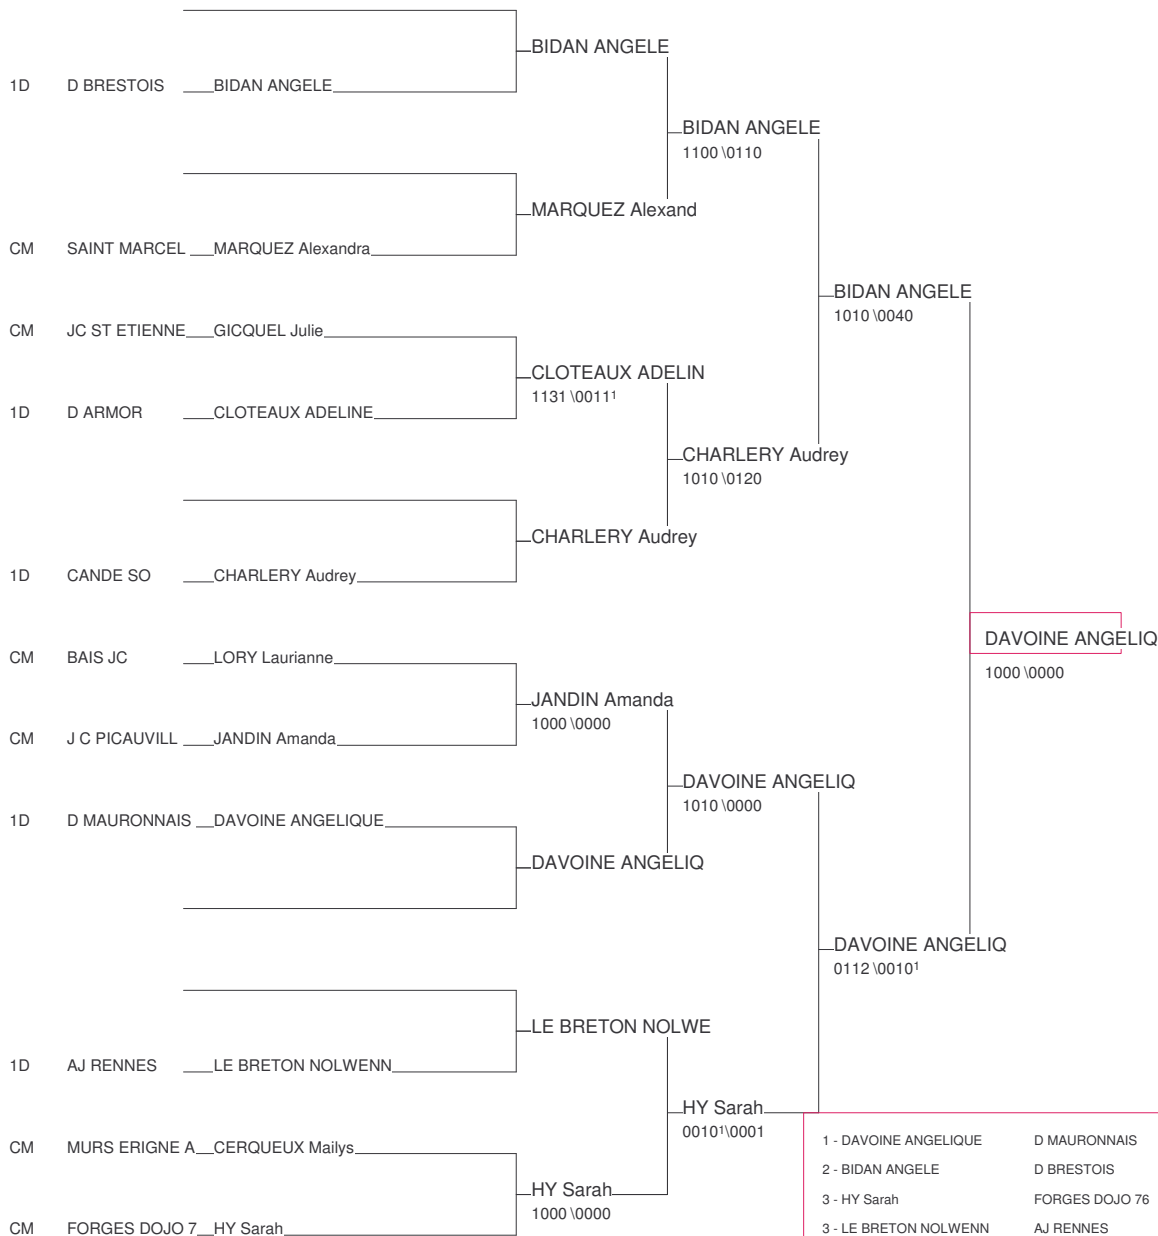 BIDAN ANGELE
1D D BRESTOIS BIDAN ANGELE
BIDAN ANGELE
1100 \0110
MARQUEZ Alexand
CM SAINT MARCEL MARQUEZ Alexandra
BIDAN ANGELE
1010 \0040
CM JC ST ETIENNE GICQUEL Julie
CLOTEAUX ADELIN
1131 \0011¹
1D D ARMOR CLOTEAUX ADELINE
CHARLERY Audrey
1010 \0120
CHARLERY Audrey
1D CANDE SO CHARLERY Audrey
DAVOINE ANGELIQ
1000 \0000
CM BAIS JC LORY Laurianne
JANDIN Amanda
1000 \0000
CM J C PICAUVILL JANDIN Amanda
DAVOINE ANGELIQ
1010 \0000
1D D MAURONNAIS DAVOINE ANGELIQUE
DAVOINE ANGELIQ
DAVOINE ANGELIQ
0112 \0010¹
LE BRETON NOLWE
1D AJ RENNES LE BRETON NOLWENN
HY Sarah
0010¹\0001
CM MURS ERIGNE A CERQUEUX Mailys
HY Sarah
1000 \0000
CM FORGES DOJO 7 HY Sarah
1 - DAVOINE ANGELIQUE D MAURONNAIS
2 - BIDAN ANGELE D BRESTOIS
3 - HY Sarah FORGES DOJO 76
3 - LE BRETON NOLWENN AJ RENNES